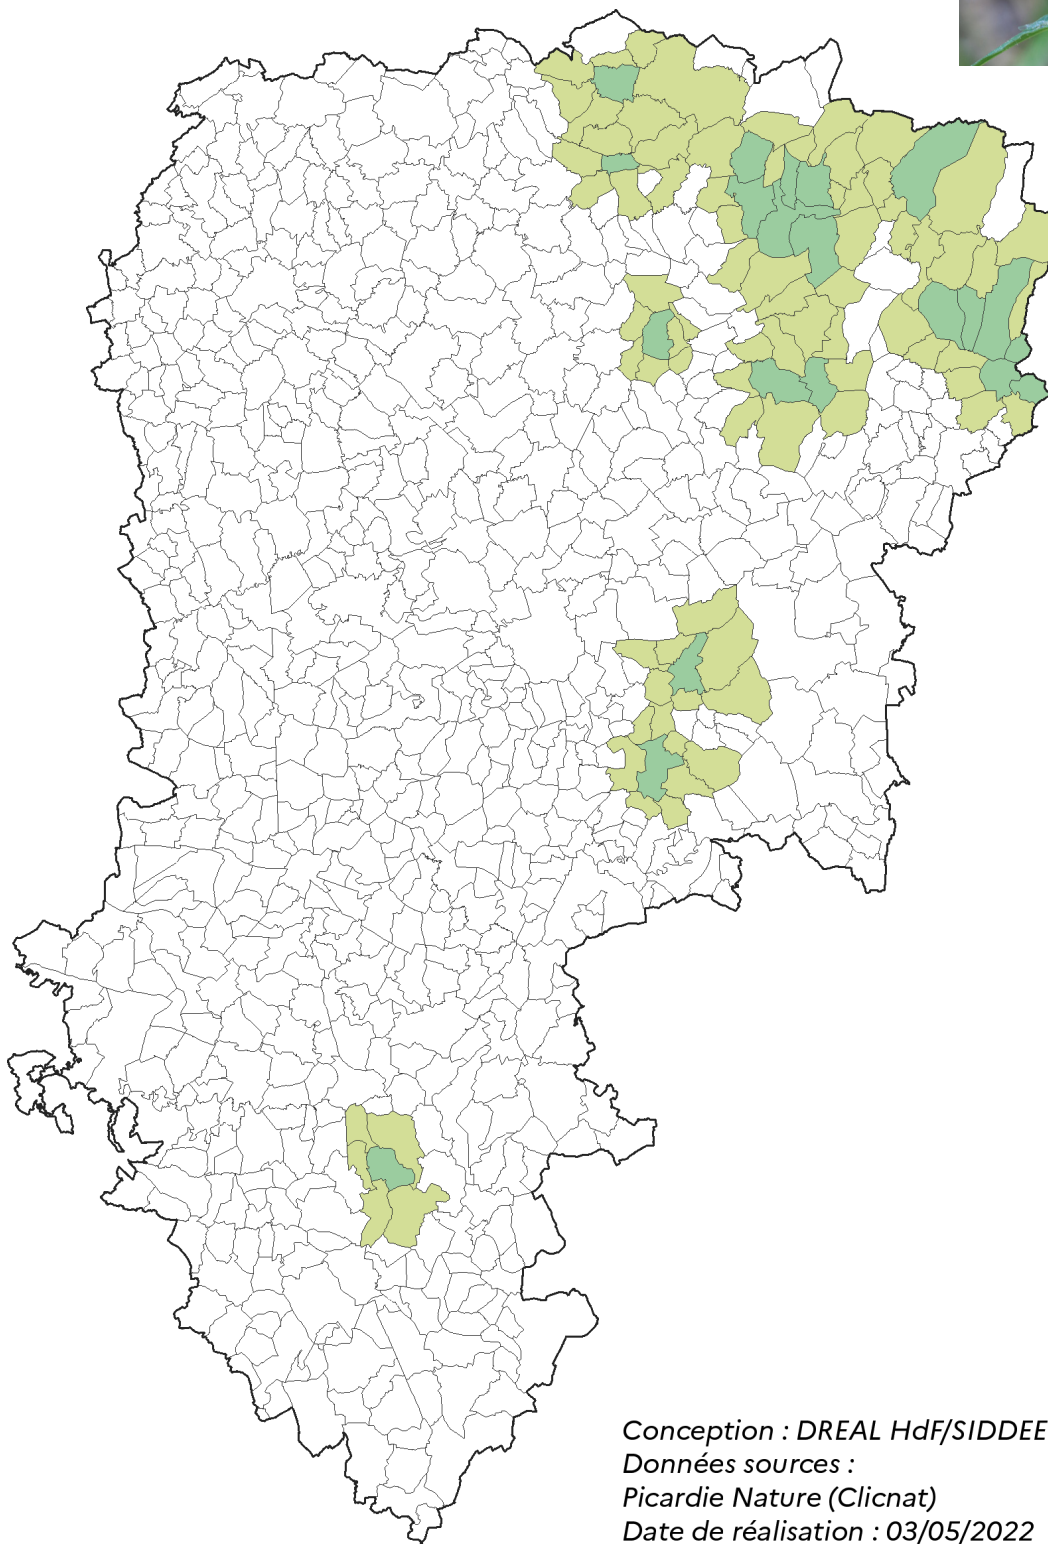 Conception : DREAL HdF/SIDDEE
Données sources :
Picardie Nature (Clicnat)
Date de réalisation : 03/05/2022